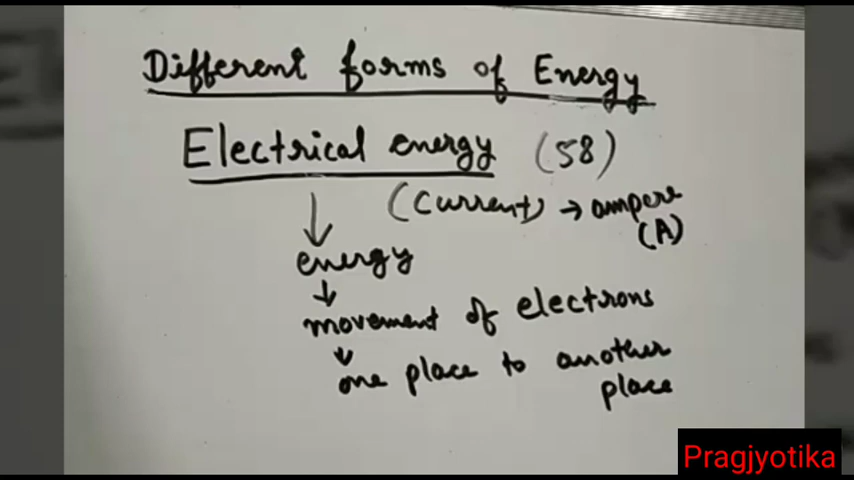 Different forms of Energy
Electrical energy (58)
(Current) → ampere
(A)
↓
energy
↓
movement of electrons
↓
one place to another
place
Pragjyotika